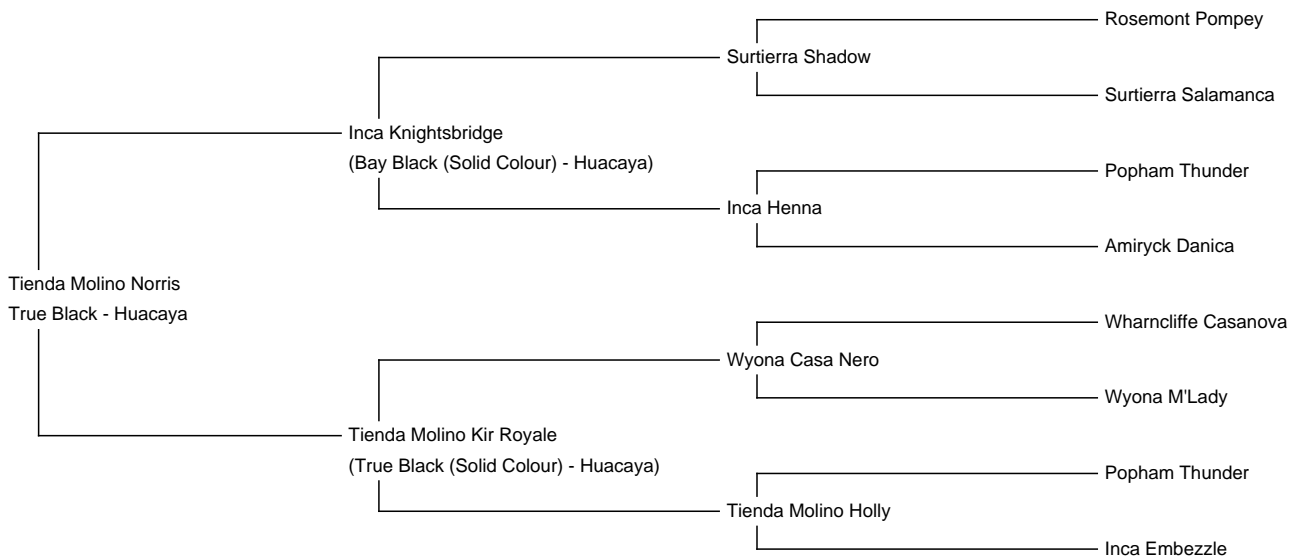 Rosemont Pompey
Surtierra Shadow
Surtierra Salamanca
Inca Knightsbridge
(Bay Black (Solid Colour) - Huacaya)
Popham Thunder
Inca Henna
Amiryck Danica
Tienda Molino Norris
True Black - Huacaya
Wharncliffe Casanova
Wyona Casa Nero
Wyona M'Lady
Tienda Molino Kir Royale
(True Black (Solid Colour) - Huacaya)
Popham Thunder
Tienda Molino Holly
Inca Embezzle